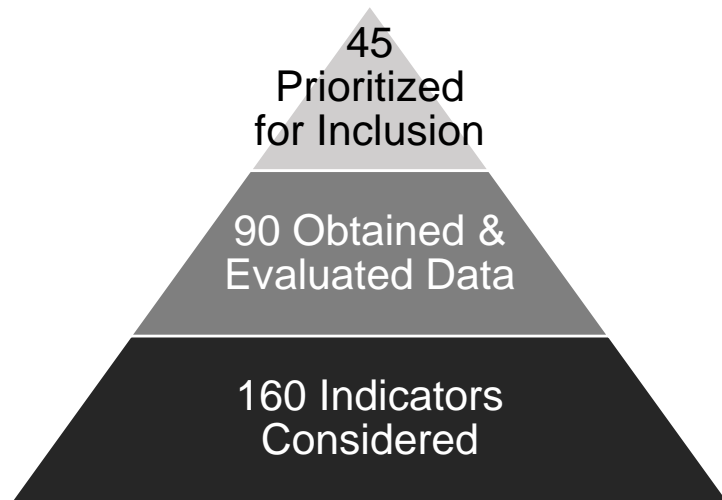 45
Prioritized
for Inclusion
90 Obtained &
Evaluated Data
160 Indicators
Considered